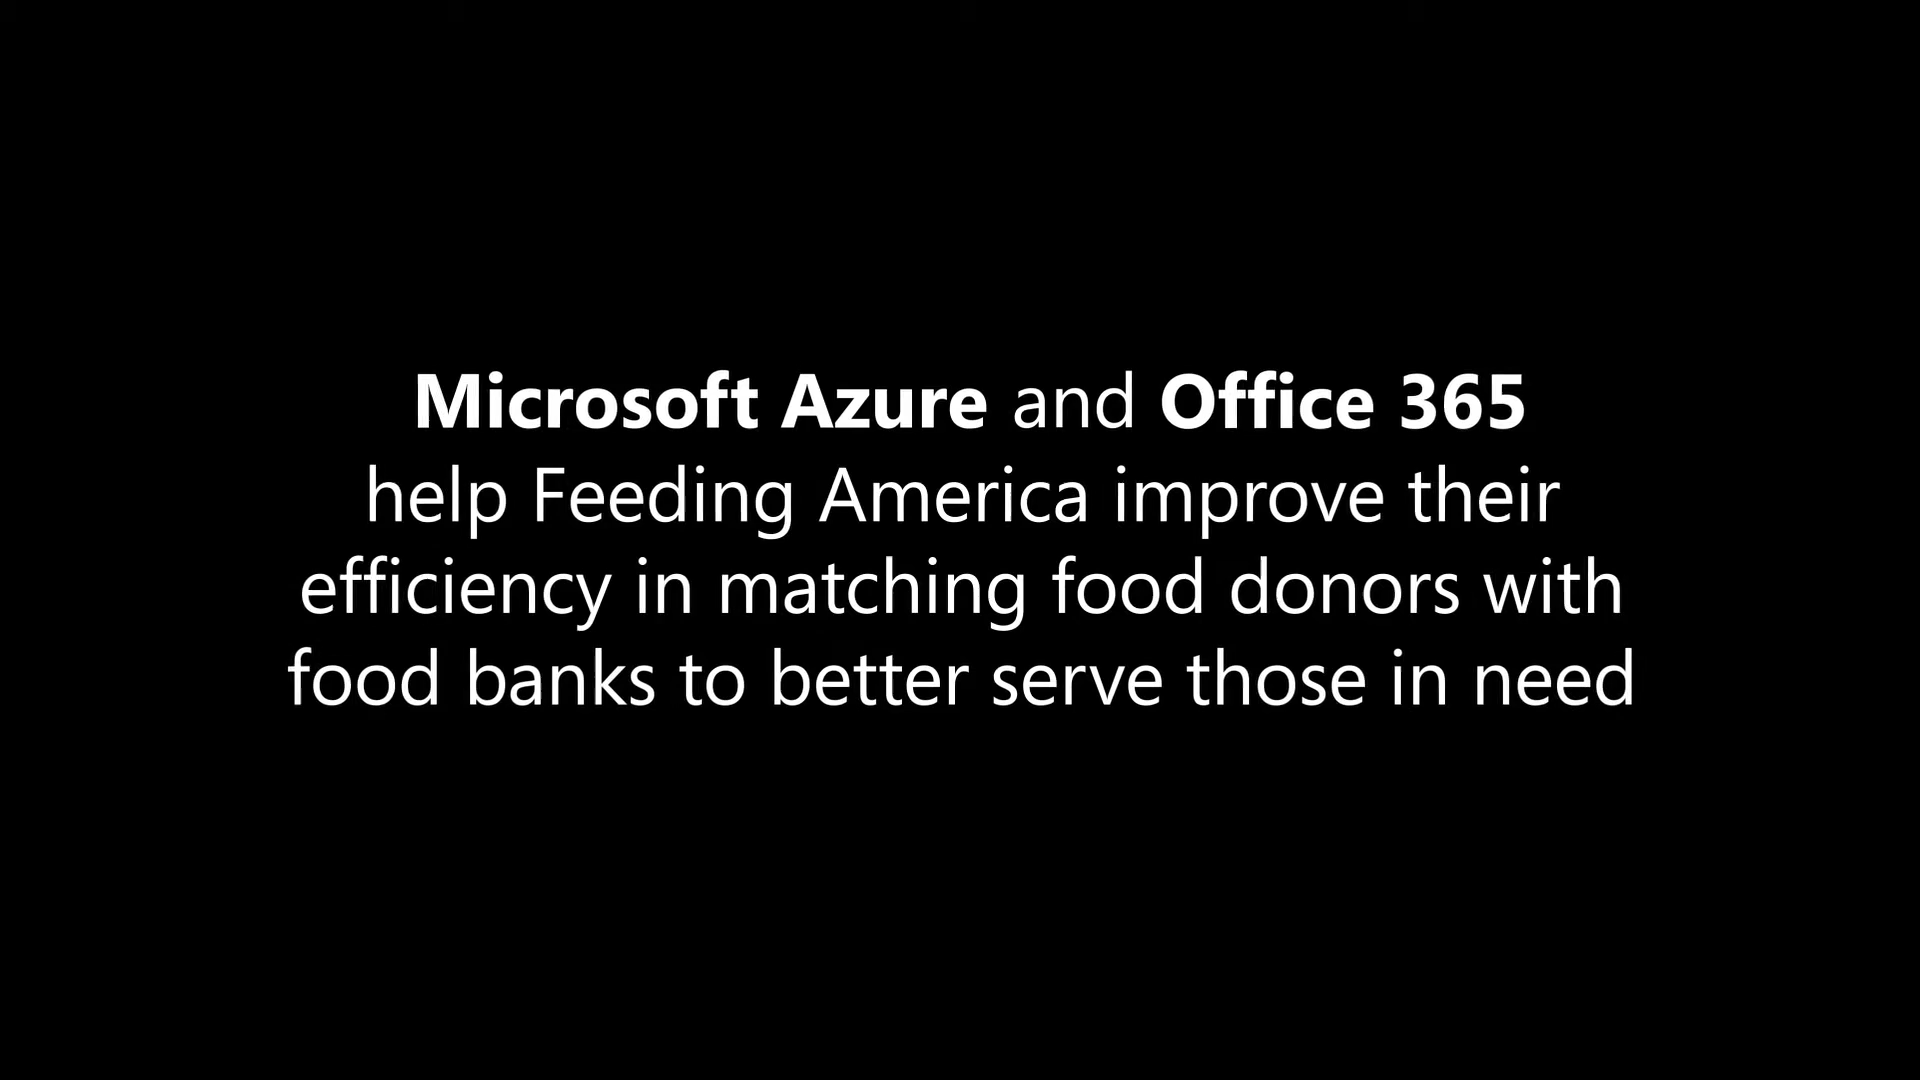 Microsoft Azure and Office 365
help Feeding America improve their
efficiency in matching food donors with
food banks to better serve those in need